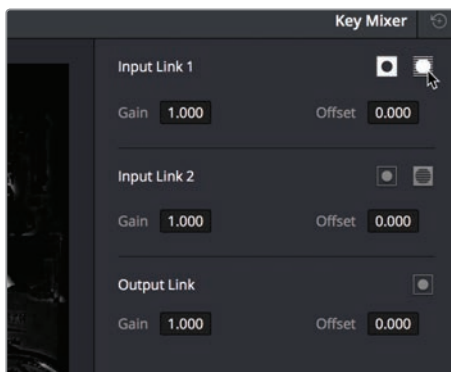 Key Mixer
Input Link 1
Gain 1.000 Offset 0.000
Input Link 2
Gain 1.000 Offset 0.000
Output Link
Gain 1.000 Offset 0.000